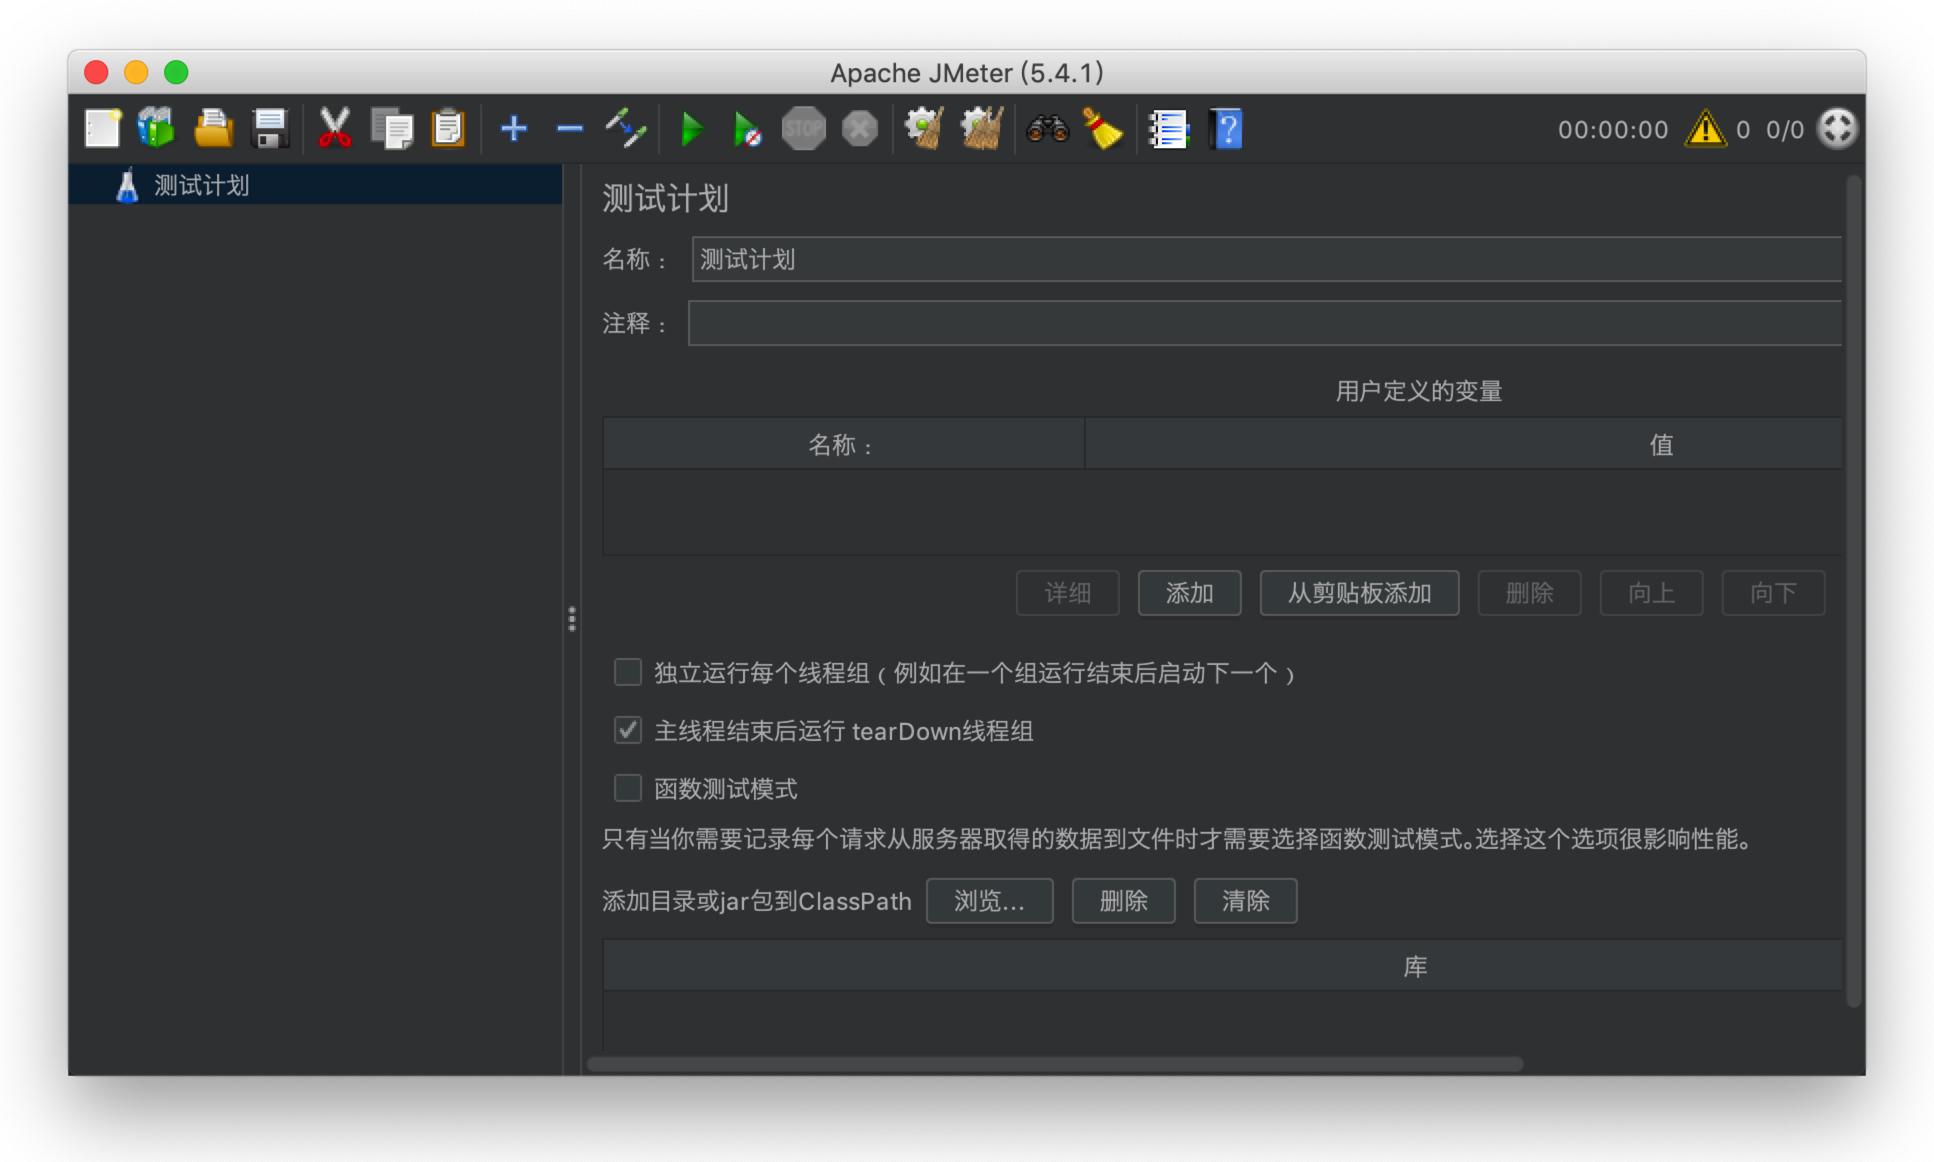 Apache JMeter (5.4.1)
STOP
?
00:00:00
0
0/0
测试计划
测试计划
名称：
测试计划
注释：
用户定义的变量
名称：
值
详细
添加
从剪贴板添加
删除
向上
向下
独立运行每个线程组（例如在一个组运行结束后启动下一个）
主线程结束后运行 tearDown线程组
函数测试模式
只有当你需要记录每个请求从服务器取得的数据到文件时才需要选择函数测试模式。选择这个选项很影响性能。
添加目录或jar包到ClassPath
浏览...
删除
清除
库